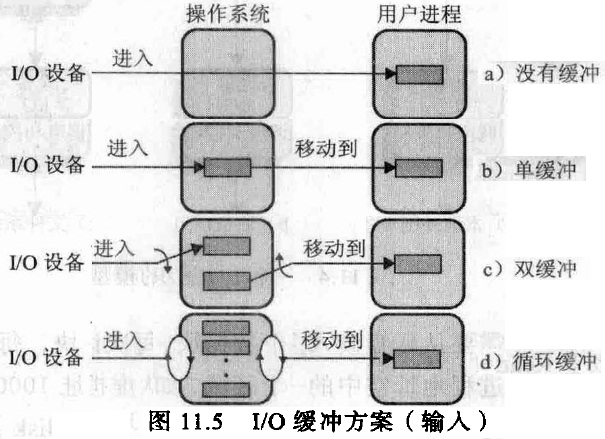 操作系统 用户进程
I/O 设备 进入 a）没有缓冲
I/O 设备 进入 移动到 b）单缓冲
I/O 设备 进入 移动到 c）双缓冲
I/O 设备 进入 移动到 d）循环缓冲
图 11.5 I/O 缓冲方案（输入）